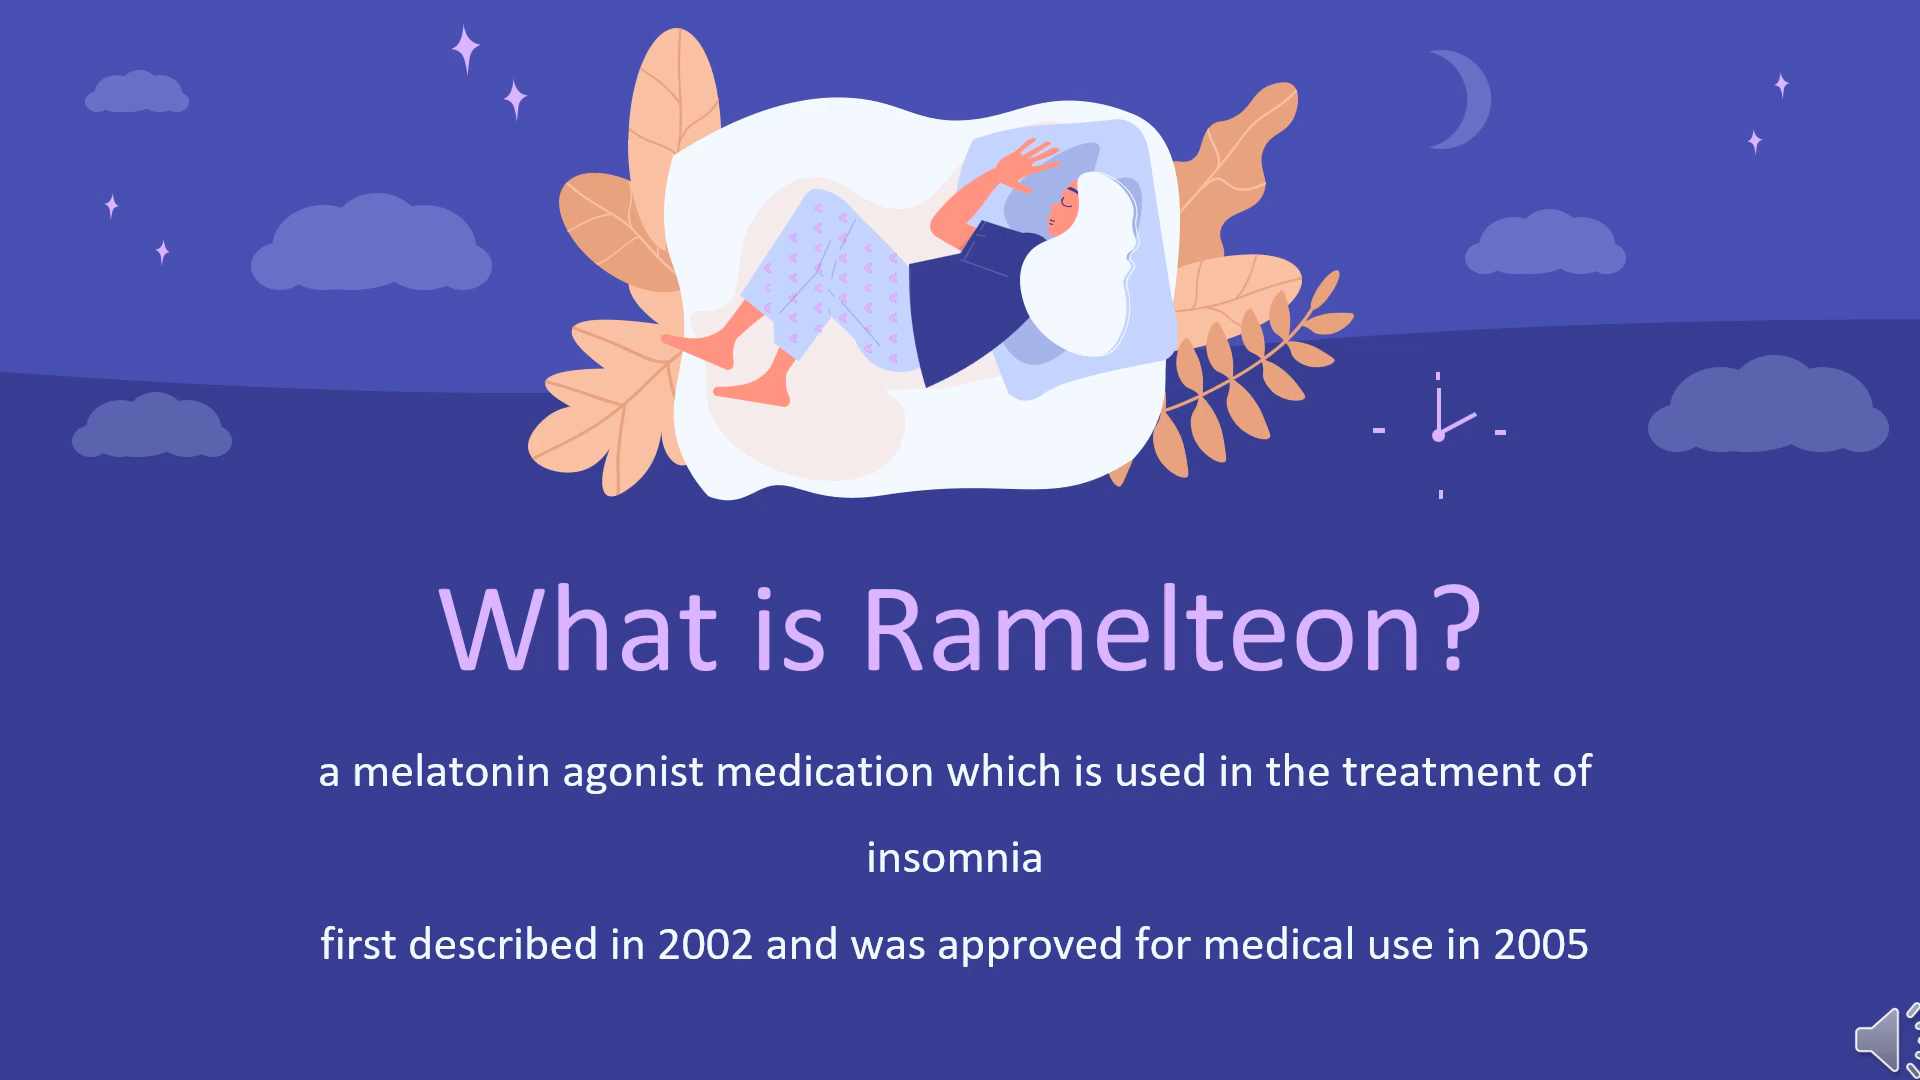 What is Ramelteon?
a melatonin agonist medication which is used in the treatment of
insomnia
first described in 2002 and was approved for medical use in 2005